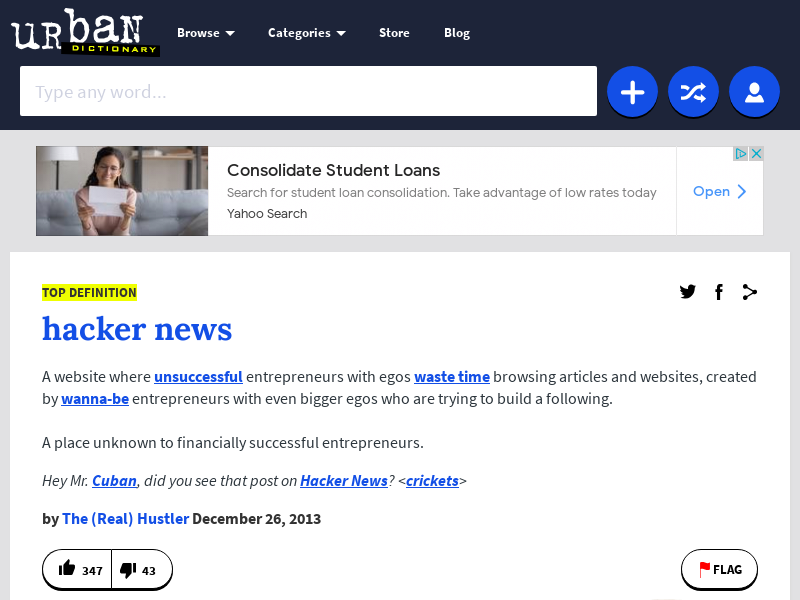 urban
DICTIONARY
Browse
Categories
Store
Blog
Type any word...
Consolidate Student Loans
Search for student loan consolidation. Take advantage of low rates today
Yahoo Search
Open
TOP DEFINITION
hacker news
A website where unsuccessful entrepreneurs with egos waste time browsing articles and websites, created
by wanna-be entrepreneurs with even bigger egos who are trying to build a following.
A place unknown to financially successful entrepreneurs.
Hey Mr. Cuban, did you see that post on Hacker News? <crickets>
by The (Real) Hustler December 26, 2013
347
43
FLAG